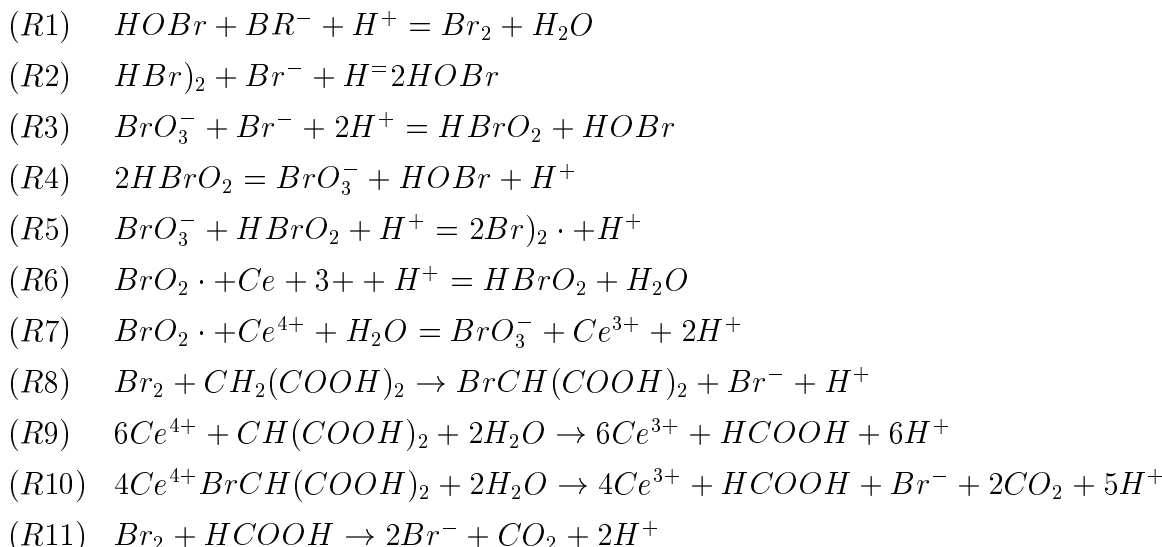 (R1) HOBr + BR⁻ + H⁺ = Br₂ + H₂O
(R2) HBr)₂ + Br⁻ + H⁼2HOBr
(R3) BrO₃⁻ + Br⁻ + 2H⁺ = HBrO₂ + HOBr
(R4) 2HBrO₂ = BrO₃⁻ + HOBr + H⁺
(R5) BrO₃⁻ + HBrO₂ + H⁺ = 2Br)₂ · +H⁺
(R6) BrO₂ · +Ce + 3+ + H⁺ = HBrO₂ + H₂O
(R7) BrO₂ · +Ce⁴⁺ + H₂O = BrO₃⁻ + Ce³⁺ + 2H⁺
(R8) Br₂ + CH₂(COOH)₂ → BrCH(COOH)₂ + Br⁻ + H⁺
(R9) 6Ce⁴⁺ + CH(COOH)₂ + 2H₂O → 6Ce³⁺ + HCOOH + 6H⁺
(R10) 4Ce⁴⁺BrCH(COOH)₂ + 2H₂O → 4Ce³⁺ + HCOOH + Br⁻ + 2CO₂ + 5H⁺
(R11) Br₂ + HCOOH → 2Br⁻ + CO₂ + 2H⁺